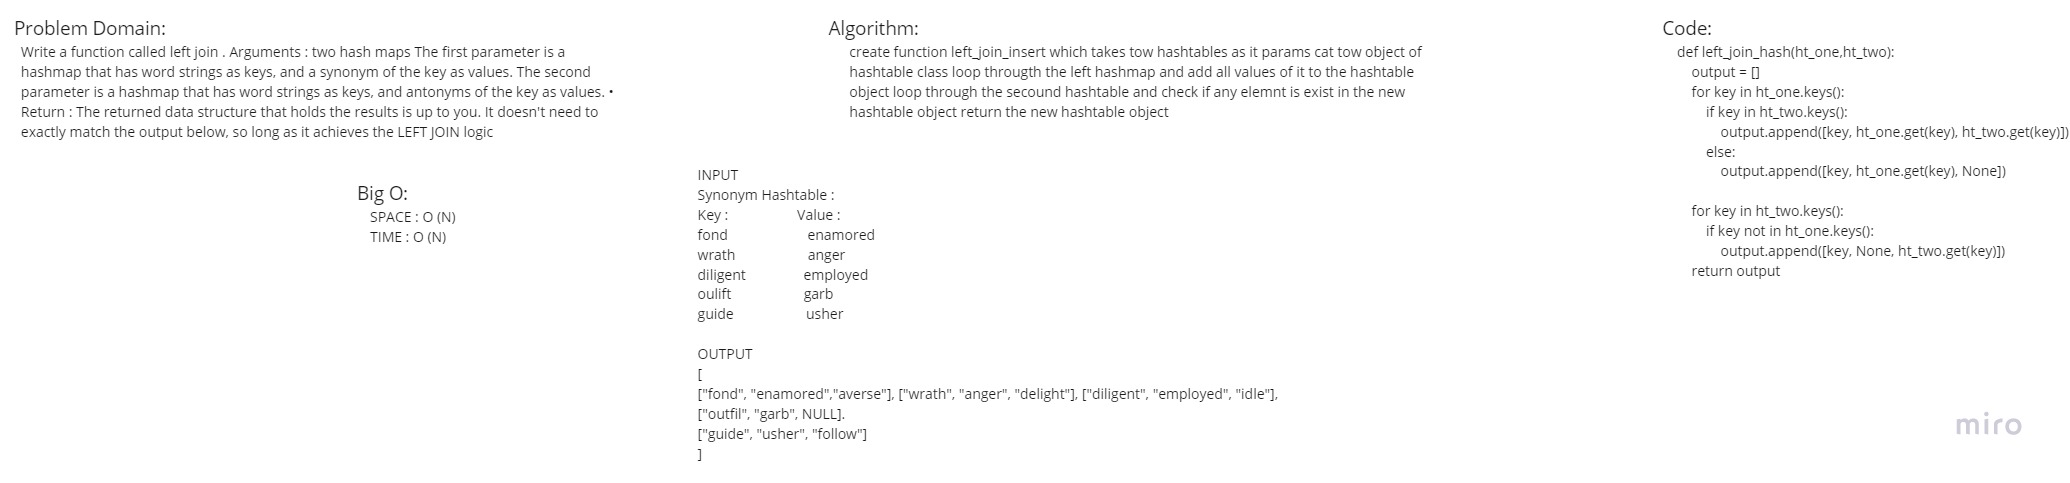 Problem Domain:
Write a function called left join . Arguments : two hash maps The first parameter is a
hashmap that has word strings as keys, and a synonym of the key as values. The second
parameter is a hashmap that has word strings as keys, and antonyms of the key as values. •
Return : The returned data structure that holds the results is up to you. It doesn't need to
exactly match the output below, so long as it achieves the LEFT JOIN logic
Big O:
SPACE : O (N)
TIME : O (N)
Algorithm:
create function left_join_insert which takes tow hashtables as it params cat tow object of
hashtable class loop througth the left hashmap and add all values of it to the hashtable
object loop through the secound hashtable and check if any elemnt is exist in the new
hashtable object return the new hashtable object
INPUT
Synonym Hashtable :
Key : Value :
fond enamored
wrath anger
diligent employed
oulift garb
guide usher
OUTPUT
[
["fond", "enamored","averse"], ["wrath", "anger", "delight"], ["diligent", "employed", "idle"],
["outfil", "garb", NULL].
["guide", "usher", "follow"]
]
Code:
def left_join_hash(ht_one,ht_two):
output = []
for key in ht_one.keys():
if key in ht_two.keys():
output.append([key, ht_one.get(key), ht_two.get(key)])
else:
output.append([key, ht_one.get(key), None])
for key in ht_two.keys():
if key not in ht_one.keys():
output.append([key, None, ht_two.get(key)])
return output
miro